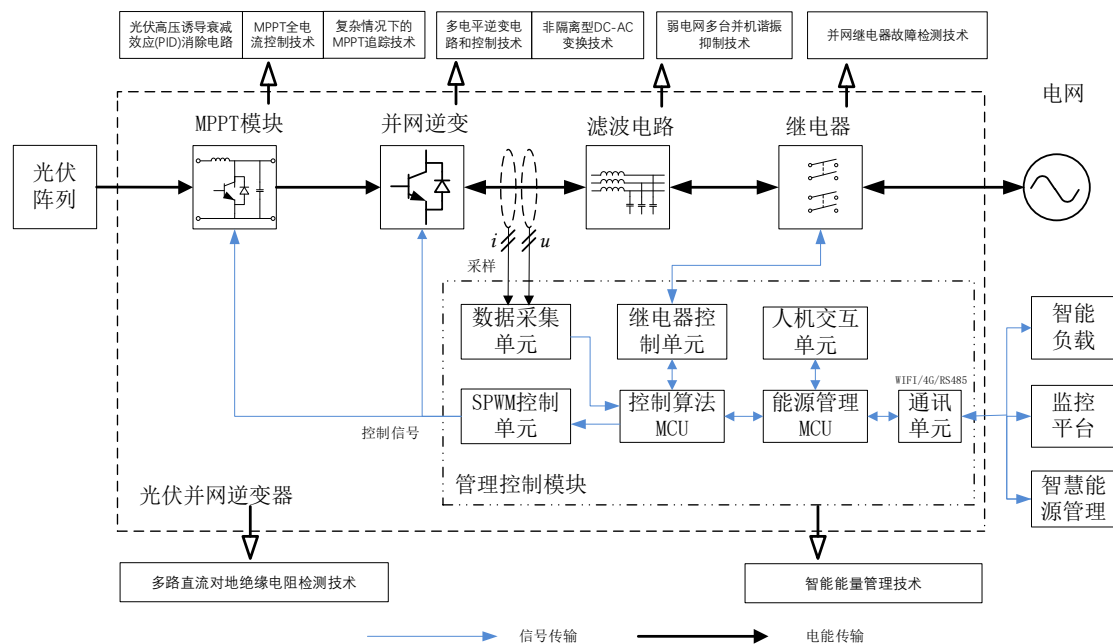 光伏高压诱导衰减
效应(PID)消除电路
MPPT全电
流控制技术
复杂情况下的
MPPT追踪技术
多电平逆变电
路和控制技术
非隔离型DC-AC
变换技术
弱电网多台并机谐振
抑制技术
并网继电器故障检测技术
电网
MPPT模块
并网逆变
滤波电路
继电器
光伏
阵列
i
u
采样
数据采集
单元
继电器控
制单元
人机交互
单元
智能
负载
WIFI/4G/RS485
SPWM控制
单元
控制算法
MCU
能源管理
MCU
通讯
单元
监控
平台
控制信号
管理控制模块
光伏并网逆变器
智慧能
源管理
多路直流对地绝缘电阻检测技术
智能能量管理技术
信号传输
电能传输